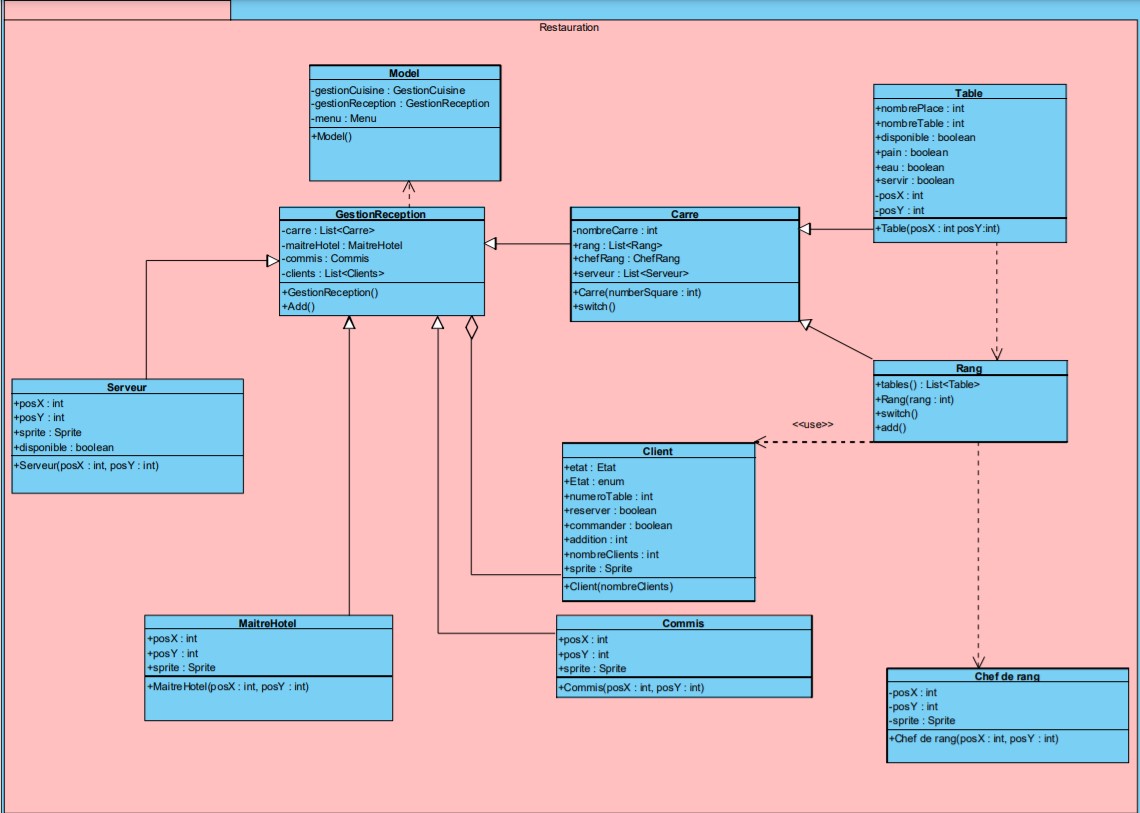 Restauration
Model
-gestionCuisine : GestionCuisine
-gestionReception : GestionReception
-menu : Menu
+Model()
Table
+nombrePlace : int
+nombreTable : int
+disponible : boolean
+pain : boolean
+eau : boolean
+servir : boolean
-posX : int
-posY : int
+Table(posX : int posY:int)
GestionReception
-carre : List<Carre>
-maitreHotel : MaitreHotel
-commis : Commis
-clients : List<Clients>
+GestionReception()
+Add()
Carre
-nombreCarre : int
+rang : List<Rang>
+chefRang : ChefRang
+serveur : List<Serveur>
+Carre(numberSquare : int)
+switch()
Rang
+tables() : List<Table>
+Rang(rang : int)
+switch()
+add()
Serveur
+posX : int
+posY : int
+sprite : Sprite
+disponible : boolean
+Serveur(posX : int, posY : int)
<<use>>
Client
+etat : Etat
+Etat : enum
+numeroTable : int
+reserver : boolean
+commander : boolean
+addition : int
+nombreClients : int
+sprite : Sprite
+Client(nombreClients)
MaitreHotel
+posX : int
+posY : int
+sprite : Sprite
+MaitreHotel(posX : int, posY : int)
Commis
+posX : int
+posY : int
+sprite : Sprite
+Commis(posX : int, posY : int)
Chef de rang
-posX : int
-posY : int
-sprite : Sprite
+Chef de rang(posX : int, posY : int)